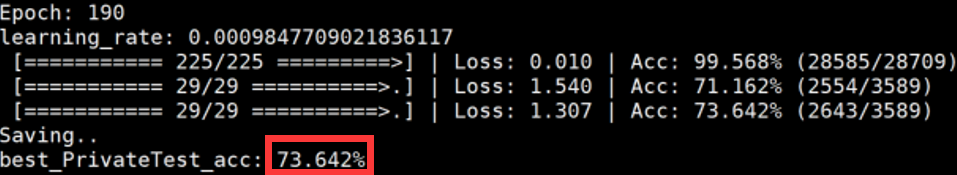 Epoch: 190
learning_rate: 0.0009847709021836117
[=========== 225/225 =========>] | Loss: 0.010 | Acc: 99.568% (28585/28709)
[=========== 29/29 ==========>.] | Loss: 1.540 | Acc: 71.162% (2554/3589)
[=========== 29/29 ==========>.] | Loss: 1.307 | Acc: 73.642% (2643/3589)
Saving..
best_PrivateTest_acc: 73.642%